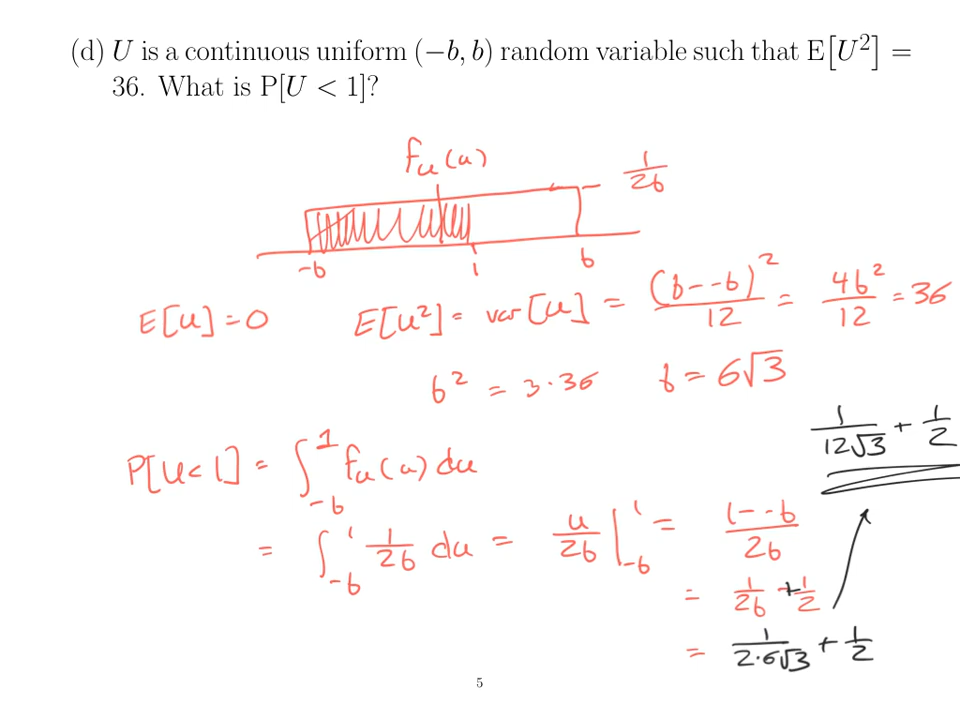 (d) U is a continuous uniform (−b, b) random variable such that E[U²] =
36. What is P[U < 1]?
fᵤ(u)
1/2b
-b 1 b
E[u]=0 E[u²] = var[u] = (b--b)²/12 = 4b²/12 = 36
b² = 3·36 b = 6√3
1/12√3 + 1/2
P[U<1] = ∫_{-b}^{1} fᵤ(u) du
= ∫_{-b}^{1} 1/2b du = u/2b |_{-b}^{1} = 1--b/2b
= 1/2b + 1/2
= 1/2·6√3 + 1/2
5